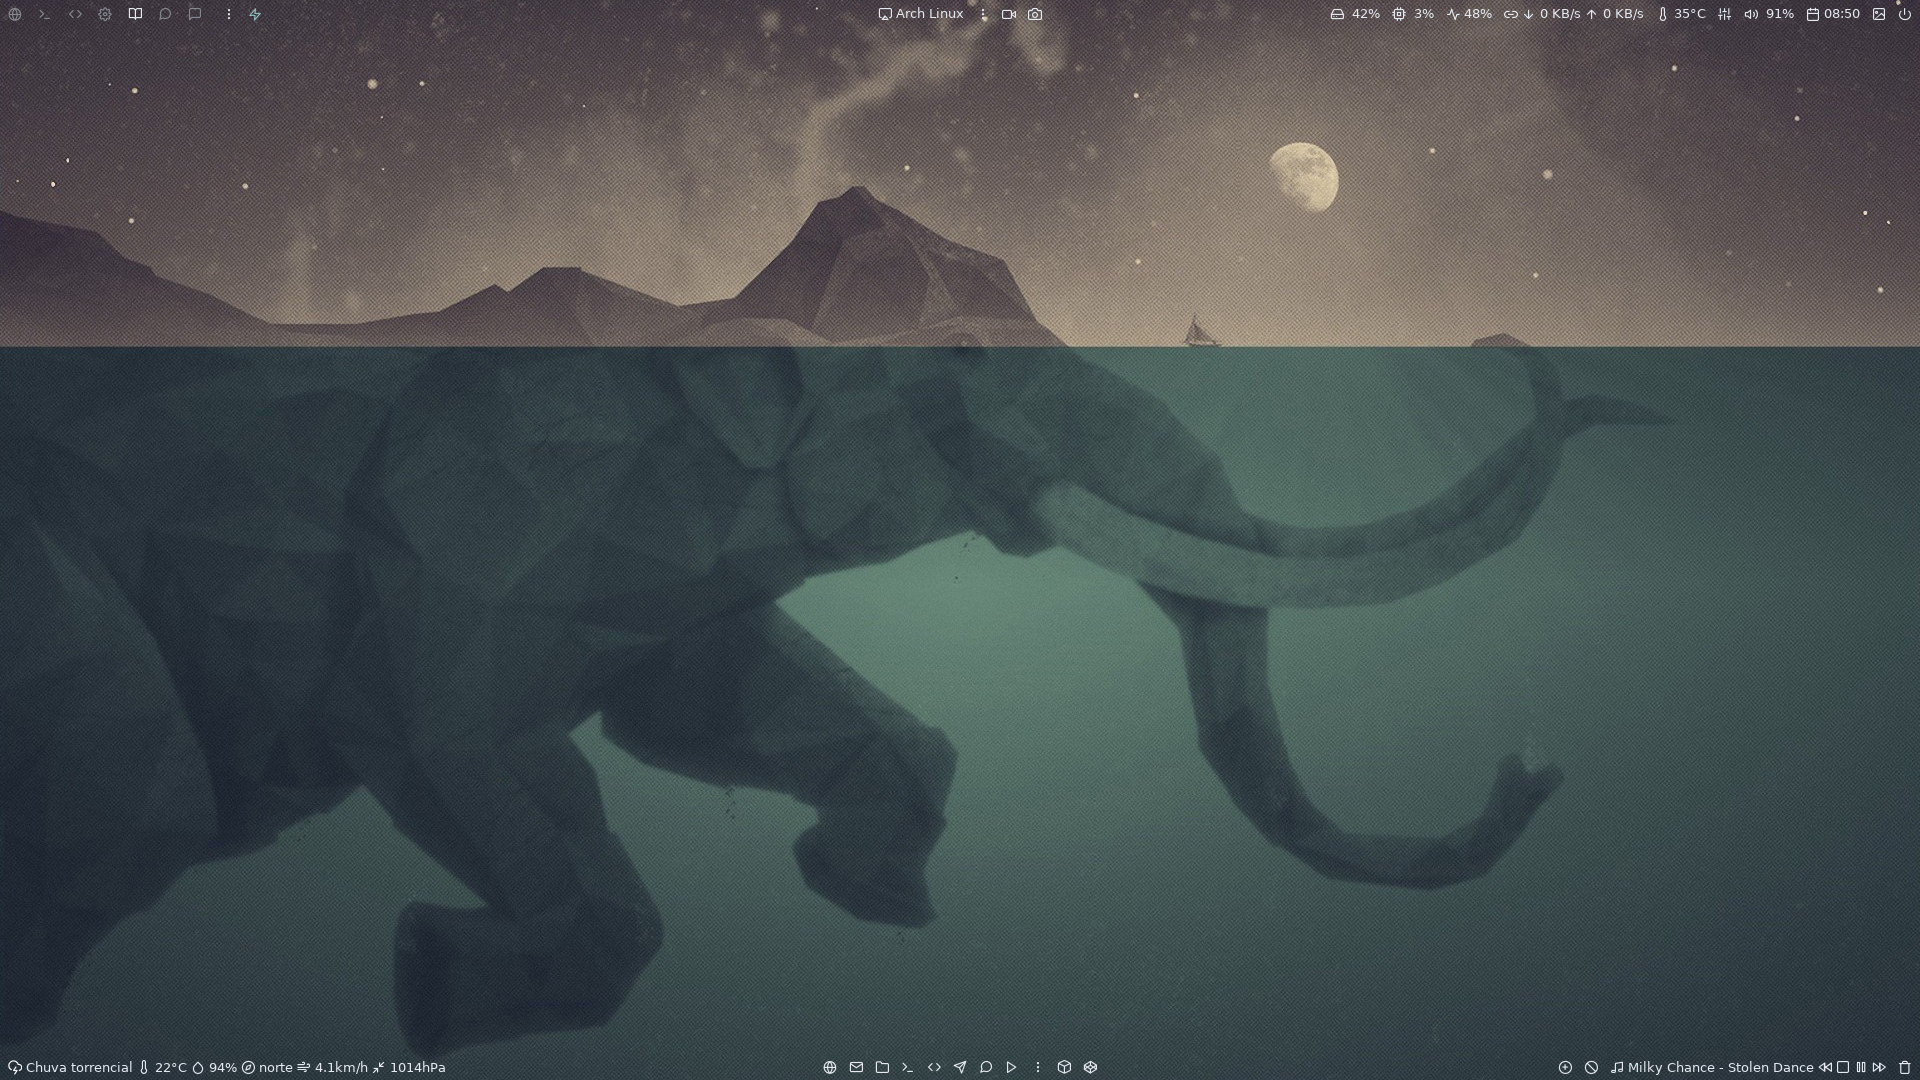 Arch Linux
42% 3% 48% 0 KB/s 0 KB/s 35°C 91% 08:50
Chuva torrencial 22°C 94% norte 4.1km/h 1014hPa
Milky Chance - Stolen Dance